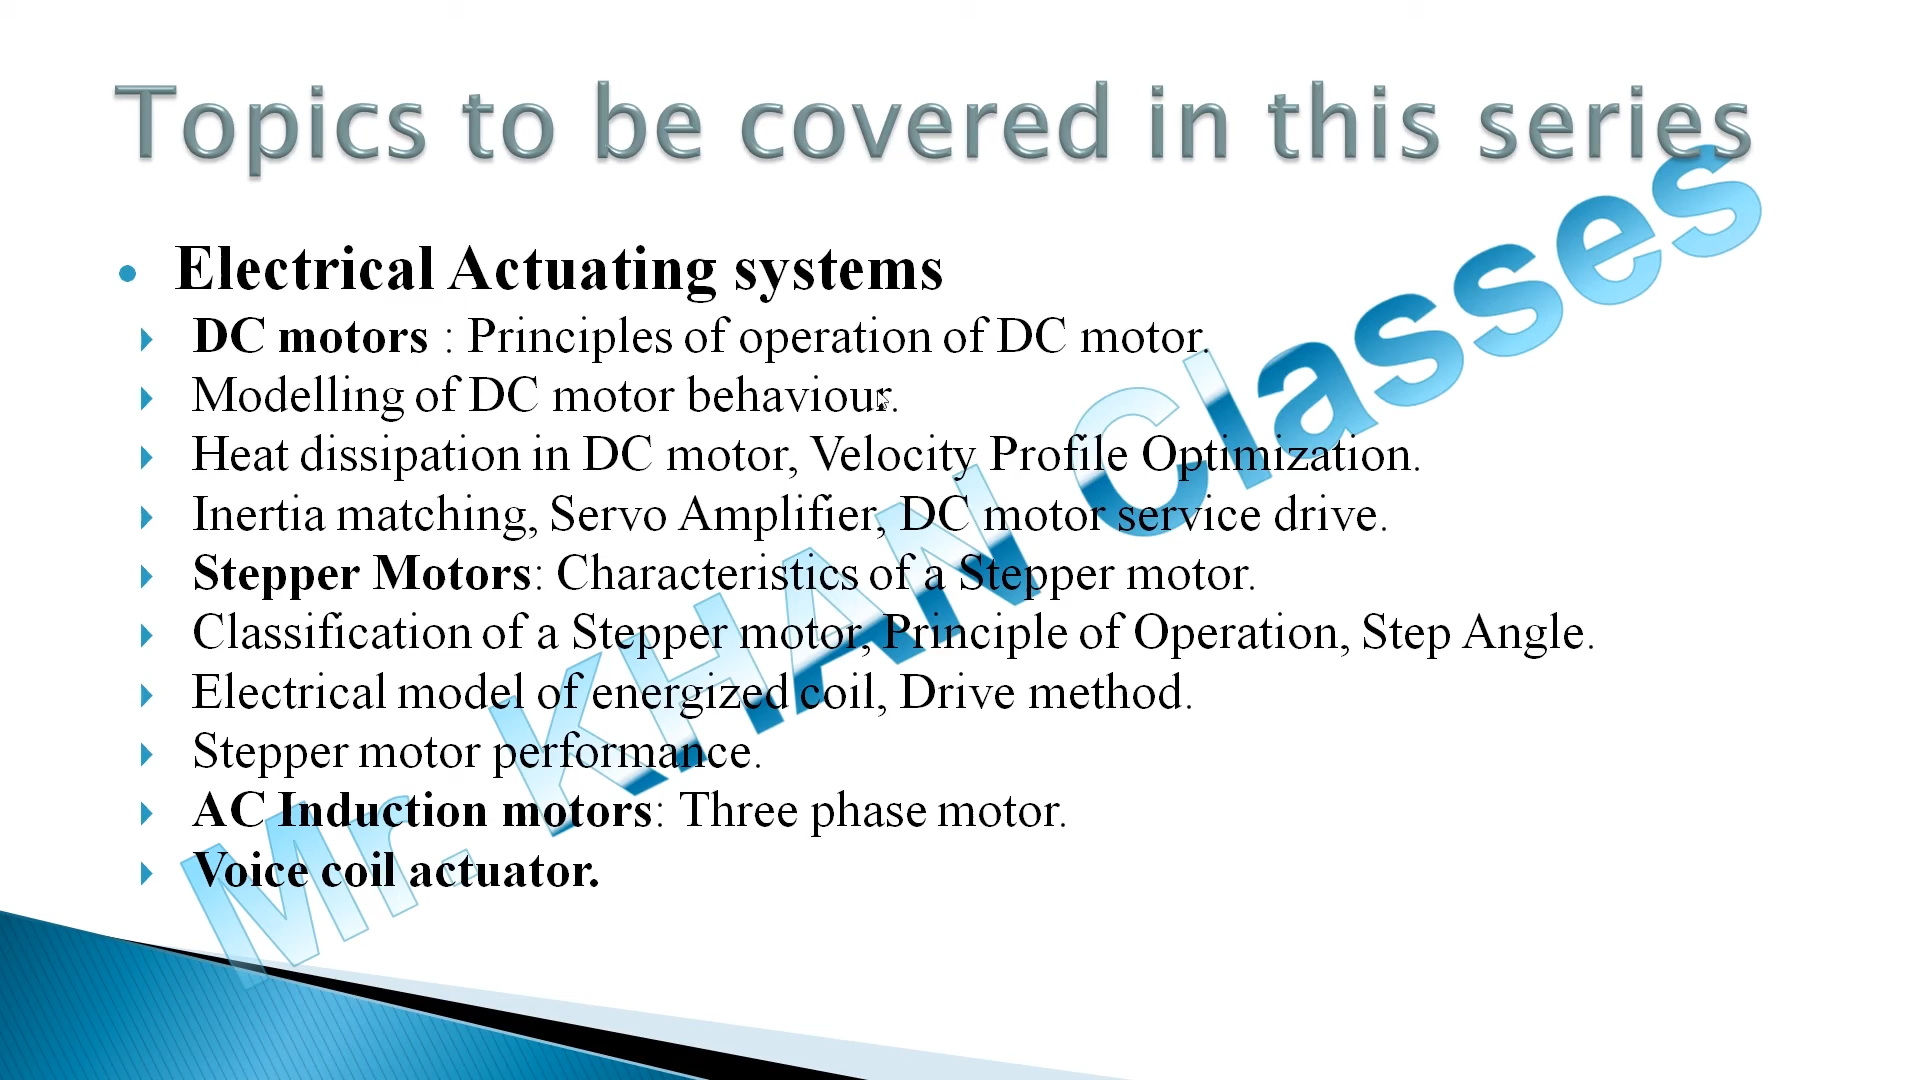 Topics to be covered in this series
Electrical Actuating systems
DC motors : Principles of operation of DC motor.
Modelling of DC motor behaviour.
Heat dissipation in DC motor, Velocity Profile Optimization.
Inertia matching, Servo Amplifier, DC motor service drive.
Stepper Motors: Characteristics of a Stepper motor.
Classification of a Stepper motor, Principle of Operation, Step Angle.
Electrical model of energized coil, Drive method.
Stepper motor performance.
AC Induction motors: Three phase motor.
Voice coil actuator.
Mr. KHAN Classes